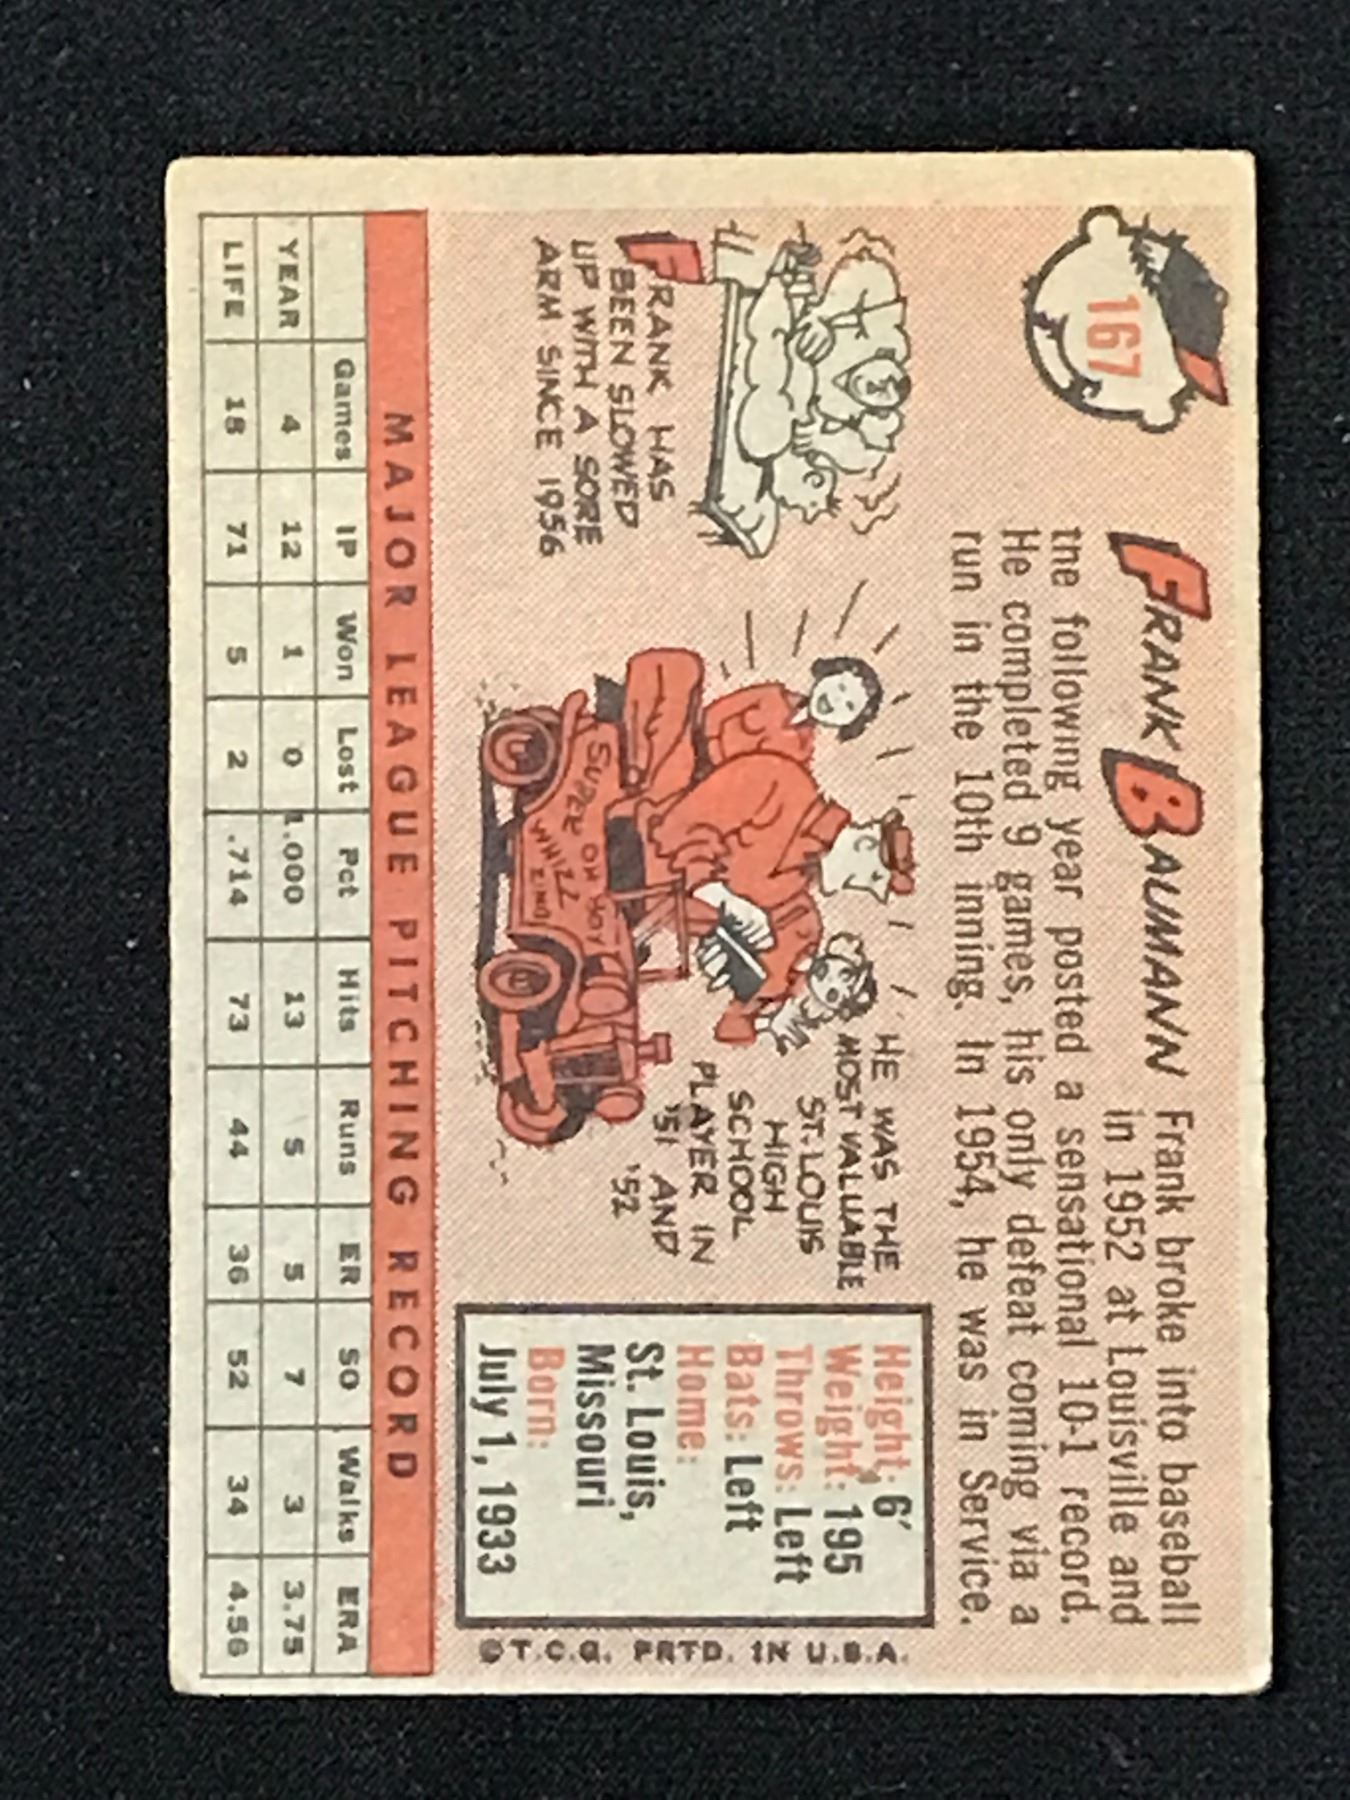 167
FRANK BAUMANN Frank broke into baseball
in 1952 at Louisville and
the following year posted a sensational 10-1 record.
He completed 9 games, his only defeat coming via a
run in the 10th inning. In 1954, he was in Service.
FRANK HAS
BEEN SLOWED
UP WITH A SORE
ARM SINCE 1956
SUPER OH BOY
WHIZZ
ZING
HE WAS THE
MOST VALUABLE
ST. LOUIS
HIGH
SCHOOL
PLAYER IN
'51 AND
'52
Height: 6'
Weight: 195
Throws: Left
Bats: Left
Home:
St. Louis,
Missouri
Born:
July 1, 1933
©T.C.G. PRTD. IN U.S.A.
MAJOR LEAGUE PITCHING RECORD
Games IP Won Lost Pct Hits Runs ER SO Walks ERA
YEAR 4 12 1 0 1.000 13 5 5 7 3 3.75
LIFE 18 71 5 2 .714 73 44 36 52 34 4.56